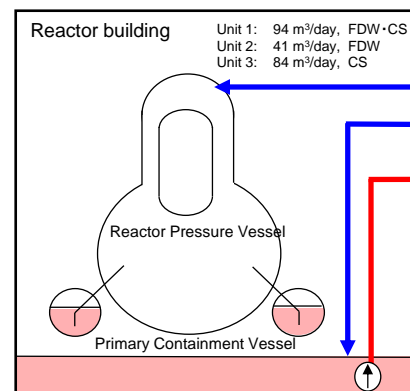 Reactor building
Unit 1: 94 m³/day, FDW・CS
Unit 2: 41 m³/day, FDW
Unit 3: 84 m³/day, CS
Reactor Pressure Vessel
Primary Containment Vessel